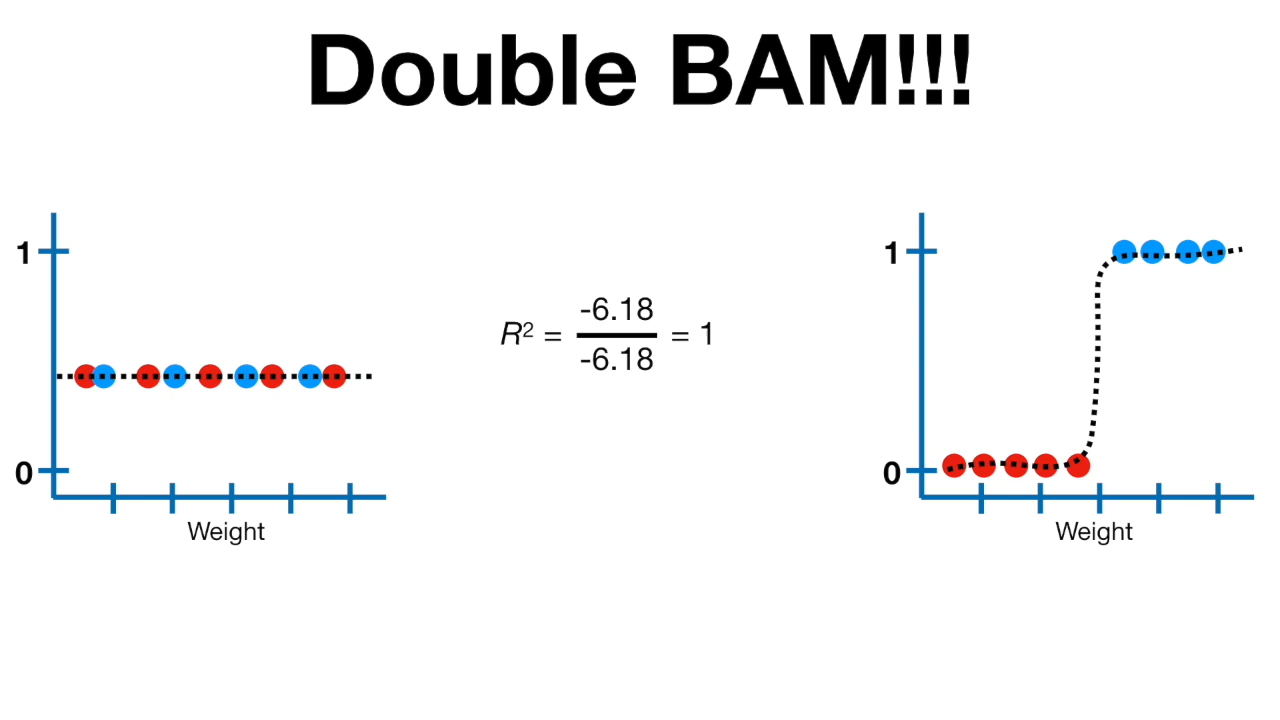 Double BAM!!!
1
0
Weight
R² = -6.18 / -6.18 = 1
1
0
Weight